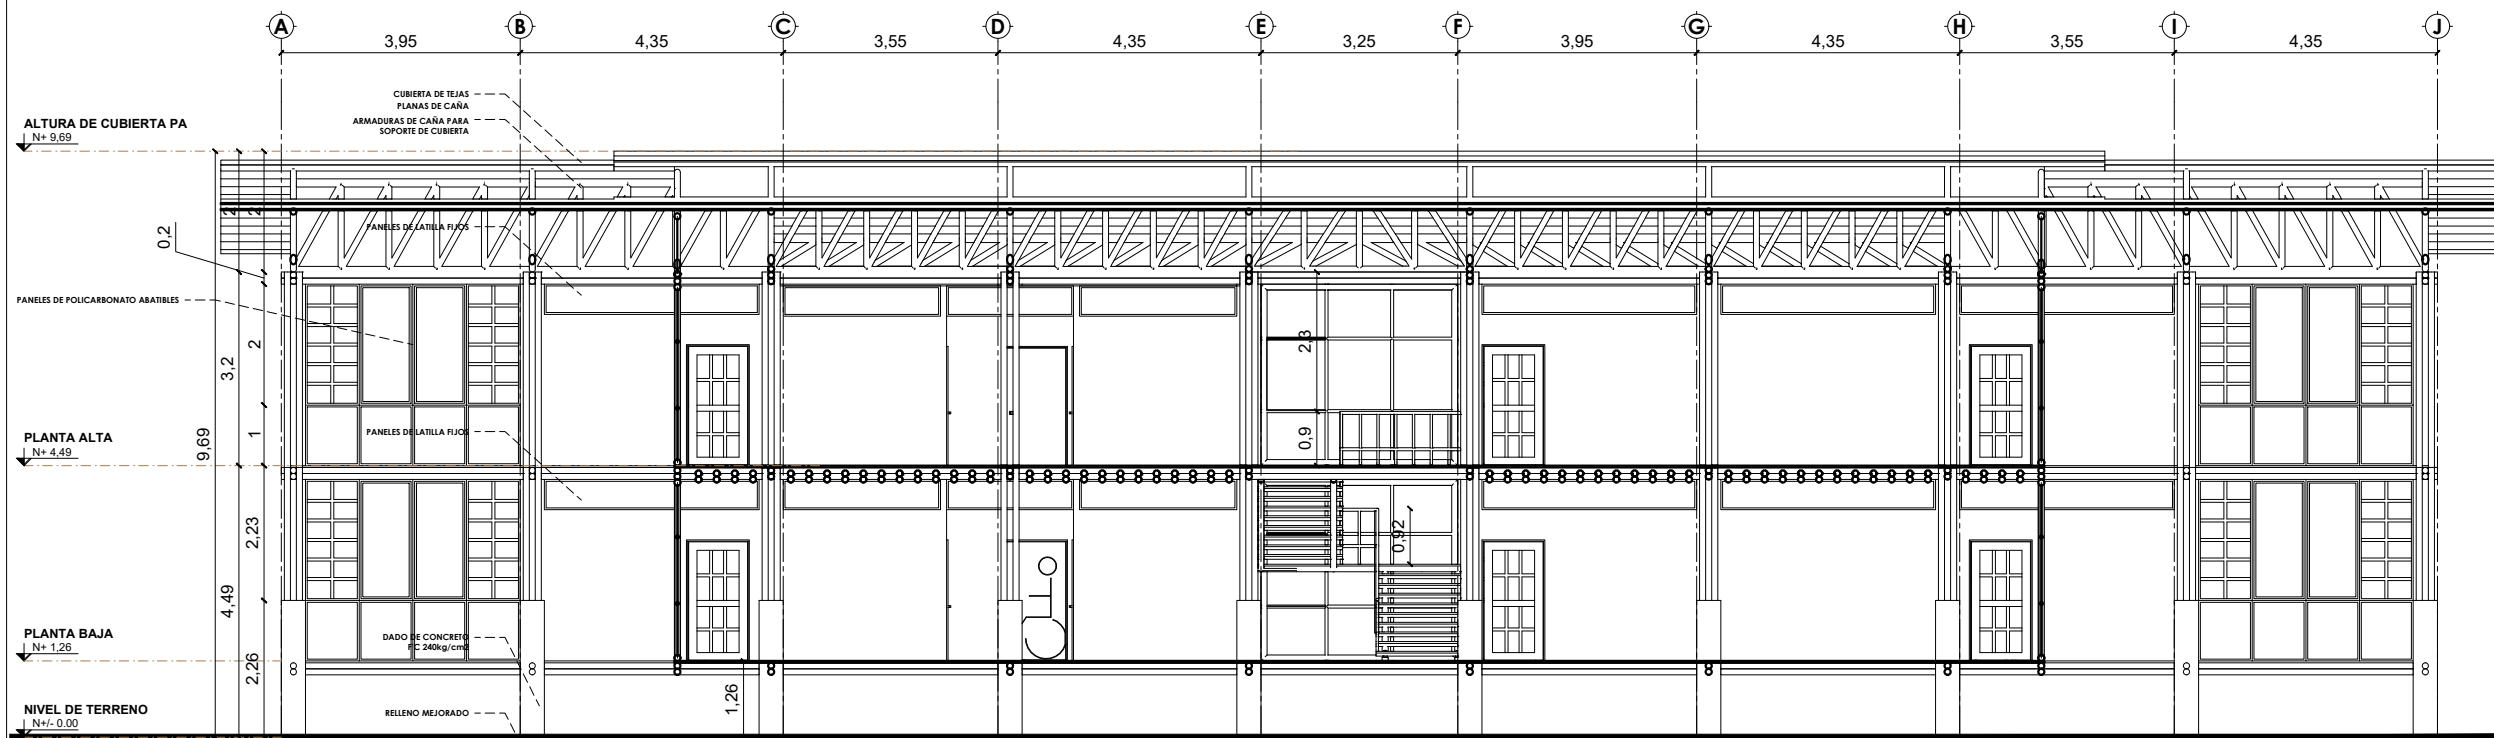 A
B
C
D
E
F
G
H
I
J
3,95
4,35
3,55
4,35
3,25
3,95
4,35
3,55
4,35
CUBIERTA DE TEJAS
PLANAS DE CAÑA
ARMADURAS DE CAÑA PARA
SOPORTE DE CUBIERTA
ALTURA DE CUBIERTA PA
N+ 9,69
2
2
0,2
PANELES DE LATILLA FIJOS
PANELES DE POLICARBONATO ABATIBLES
2,3
2
3,2
1
0,9
9,69
PANELES DE LATILLA FIJOS
PLANTA ALTA
N+ 4,49
2,23
0,92
4,49
PLANTA BAJA
N+ 1,26
DADO DE CONCRETO
F'C 240kg/cm2
2,26
1,26
NIVEL DE TERRENO
N+/- 0.00
RELLENO MEJORADO